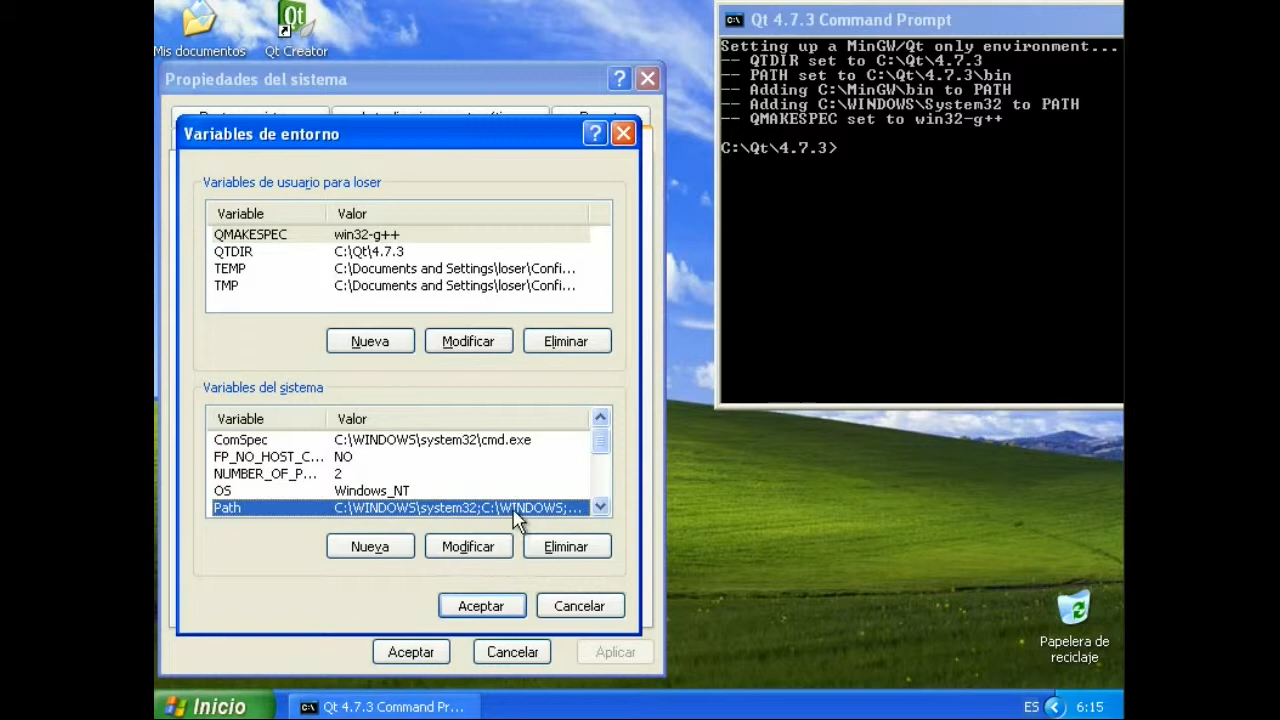 Mis documentos
Qt Creator
Propiedades del sistema
Variables de entorno
Variables de usuario para loser
Variable Valor
QMAKESPEC win32-g++
QTDIR C:\Qt\4.7.3
TEMP C:\Documents and Settings\loser\Confi...
TMP C:\Documents and Settings\loser\Confi...
Nueva Modificar Eliminar
Variables del sistema
Variable Valor
ComSpec C:\WINDOWS\system32\cmd.exe
FP_NO_HOST_C... NO
NUMBER_OF_P... 2
OS Windows_NT
Path C:\WINDOWS\system32;C:\WINDOWS;...
Nueva Modificar Eliminar
Aceptar Cancelar
Aceptar Cancelar Aplicar
Qt 4.7.3 Command Prompt
Setting up a MinGW/Qt only environment...
-- QTDIR set to C:\Qt\4.7.3
-- PATH set to C:\Qt\4.7.3\bin
-- Adding C:\MinGW\bin to PATH
-- Adding C:\WINDOWS\System32 to PATH
-- QMAKESPEC set to win32-g++
C:\Qt\4.7.3>
Papelera de
reciclaje
Inicio
Qt 4.7.3 Command Pr...
ES
6:15